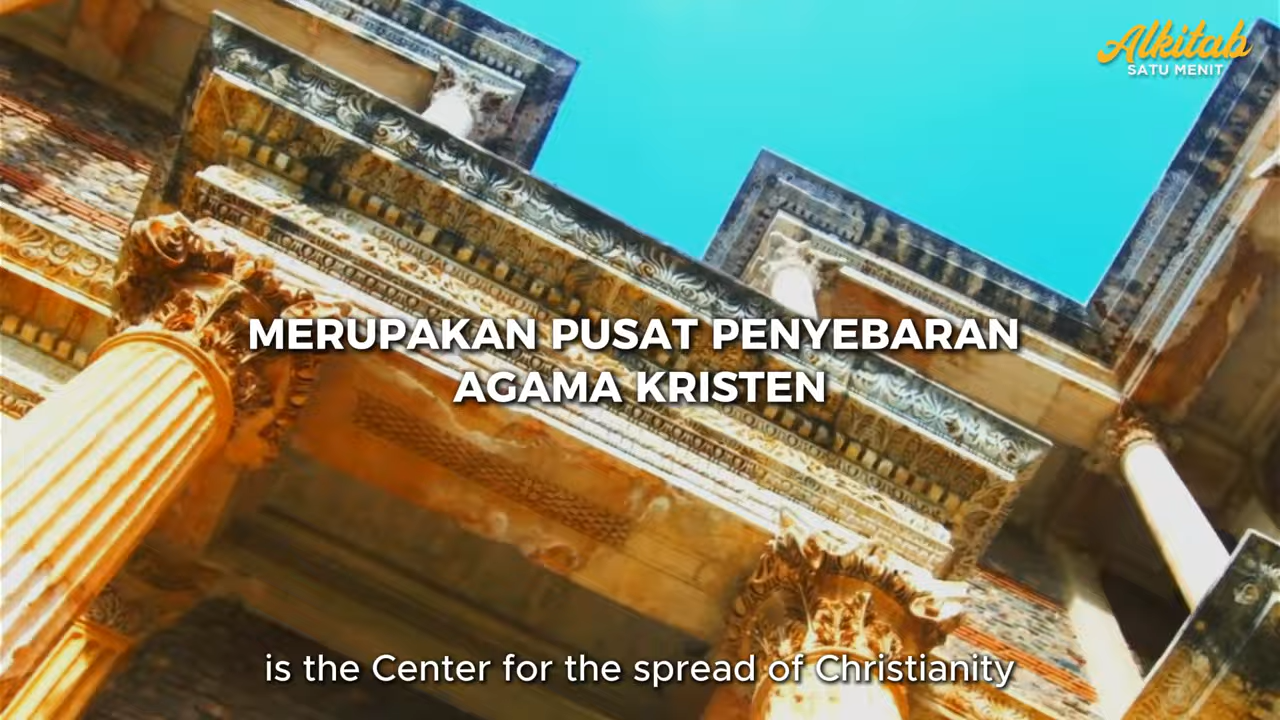 Alkitab
SATU MENIT
MERUPAKAN PUSAT PENYEBARAN
AGAMA KRISTEN
is the Center for the spread of Christianity